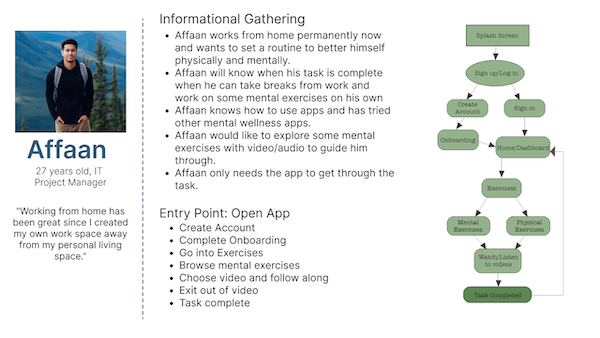 Affaan
27 years old, IT
Project Manager
"Working from home has
been great since I created
my own work space away
from my personal living
space."
Informational Gathering
• Affaan works from home permanently now
and wants to set a routine to better himself
physically and mentally.
• Affaan will know when his task is complete
when he can take breaks from work and
work on some mental exercises on his own
• Affaan knows how to use apps and has tried
other mental wellness apps.
• Affaan would like to explore some mental
exercises with video/audio to guide him
through.
• Affaan only needs the app to get through the
task.
Entry Point: Open App
• Create Account
• Complete Onboarding
• Go into Exercises
• Browse mental exercises
• Choose video and follow along
• Exit out of video
• Task complete
Splash Screen
Sign up/Log-in
Create
Account
Sign-in
Onboarding
Home/Dashboard
Exercises
Mental
Exercises
Physical
Exercises
Watch/Listen
to videos
Task Completed